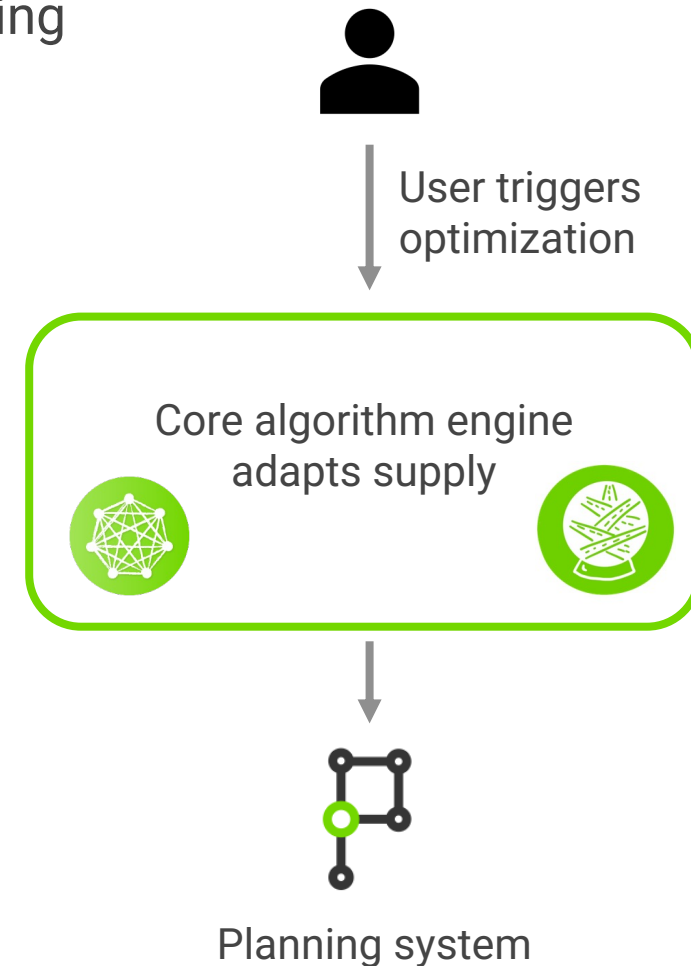 ing
User triggers
optimization
Core algorithm engine
adapts supply
Planning system